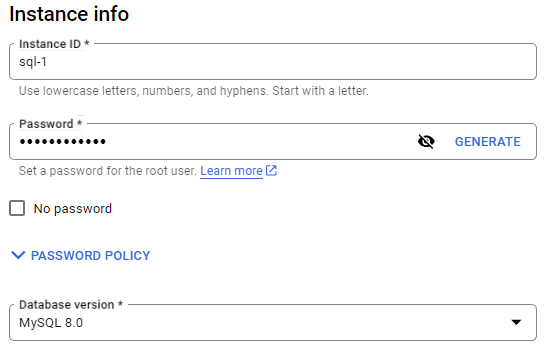 Instance info
Instance ID *
sql-1
Use lowercase letters, numbers, and hyphens. Start with a letter.
Password *
••••••••••••
GENERATE
Set a password for the root user. Learn more
No password
PASSWORD POLICY
Database version *
MySQL 8.0